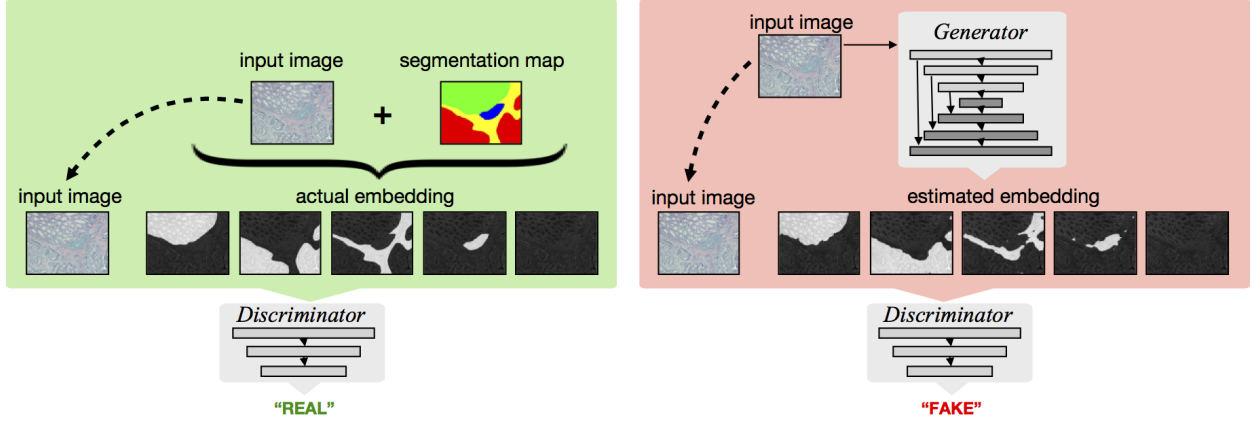 input image
segmentation map
+
input image
actual embedding
Discriminator
“REAL”
input image
Generator
input image
estimated embedding
Discriminator
“FAKE”